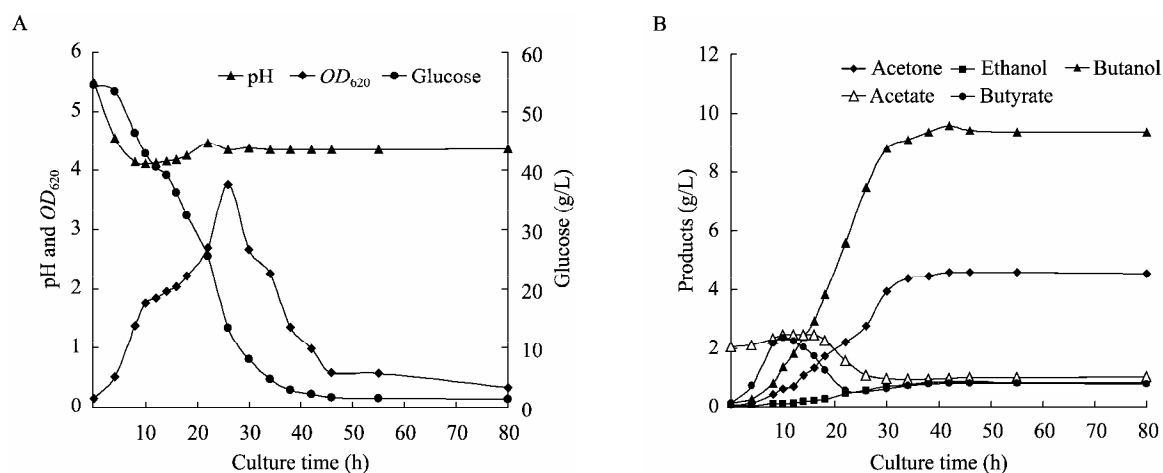 A
6
5
4
3
2
1
0
pH and OD620
60
50
40
30
20
10
0
Glucose (g/L)
pH OD620 Glucose
10 20 30 40 50 60 70 80
Culture time (h)
B
12
10
8
6
4
2
0
Products (g/L)
Acetone Ethanol Butanol
Acetate Butyrate
10 20 30 40 50 60 70 80
Culture time (h)